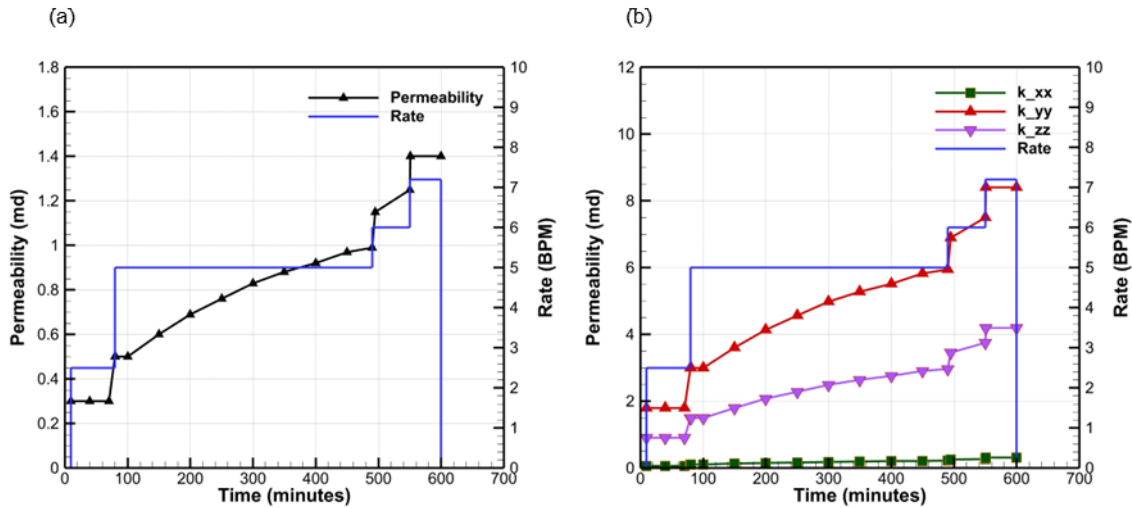 (a)
(b)
1.8
1.6
1.4
1.2
1
0.8
0.6
0.4
0.2
0
Permeability (md)
10
9
8
7
6
5
4
3
2
1
0
Rate (BPM)
Permeability
Rate
0 100 200 300 400 500 600 700
Time (minutes)
12
10
8
6
4
2
0
Permeability (md)
10
9
8
7
6
5
4
3
2
1
0
Rate (BPM)
k_xx
k_yy
k_zz
Rate
0 100 200 300 400 500 600 700
Time (minutes)